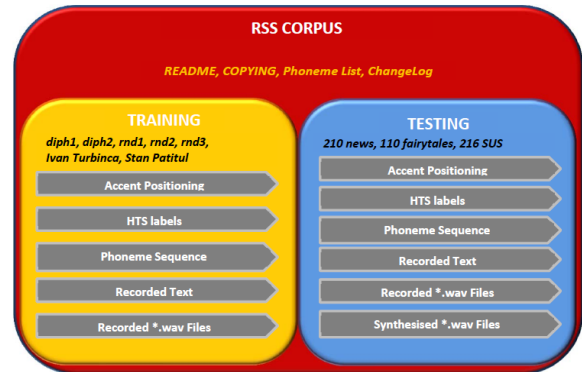 RSS CORPUS
README, COPYING, Phoneme List, ChangeLog
TRAINING
diph1, diph2, rnd1, rnd2, rnd3,
Ivan Turbinca, Stan Patitul
Accent Positioning
HTS labels
Phoneme Sequence
Recorded Text
Recorded *.wav Files
TESTING
210 news, 110 fairytales, 216 SUS
Accent Positioning
HTS labels
Phoneme Sequence
Recorded Text
Recorded *.wav Files
Synthesised *.wav Files